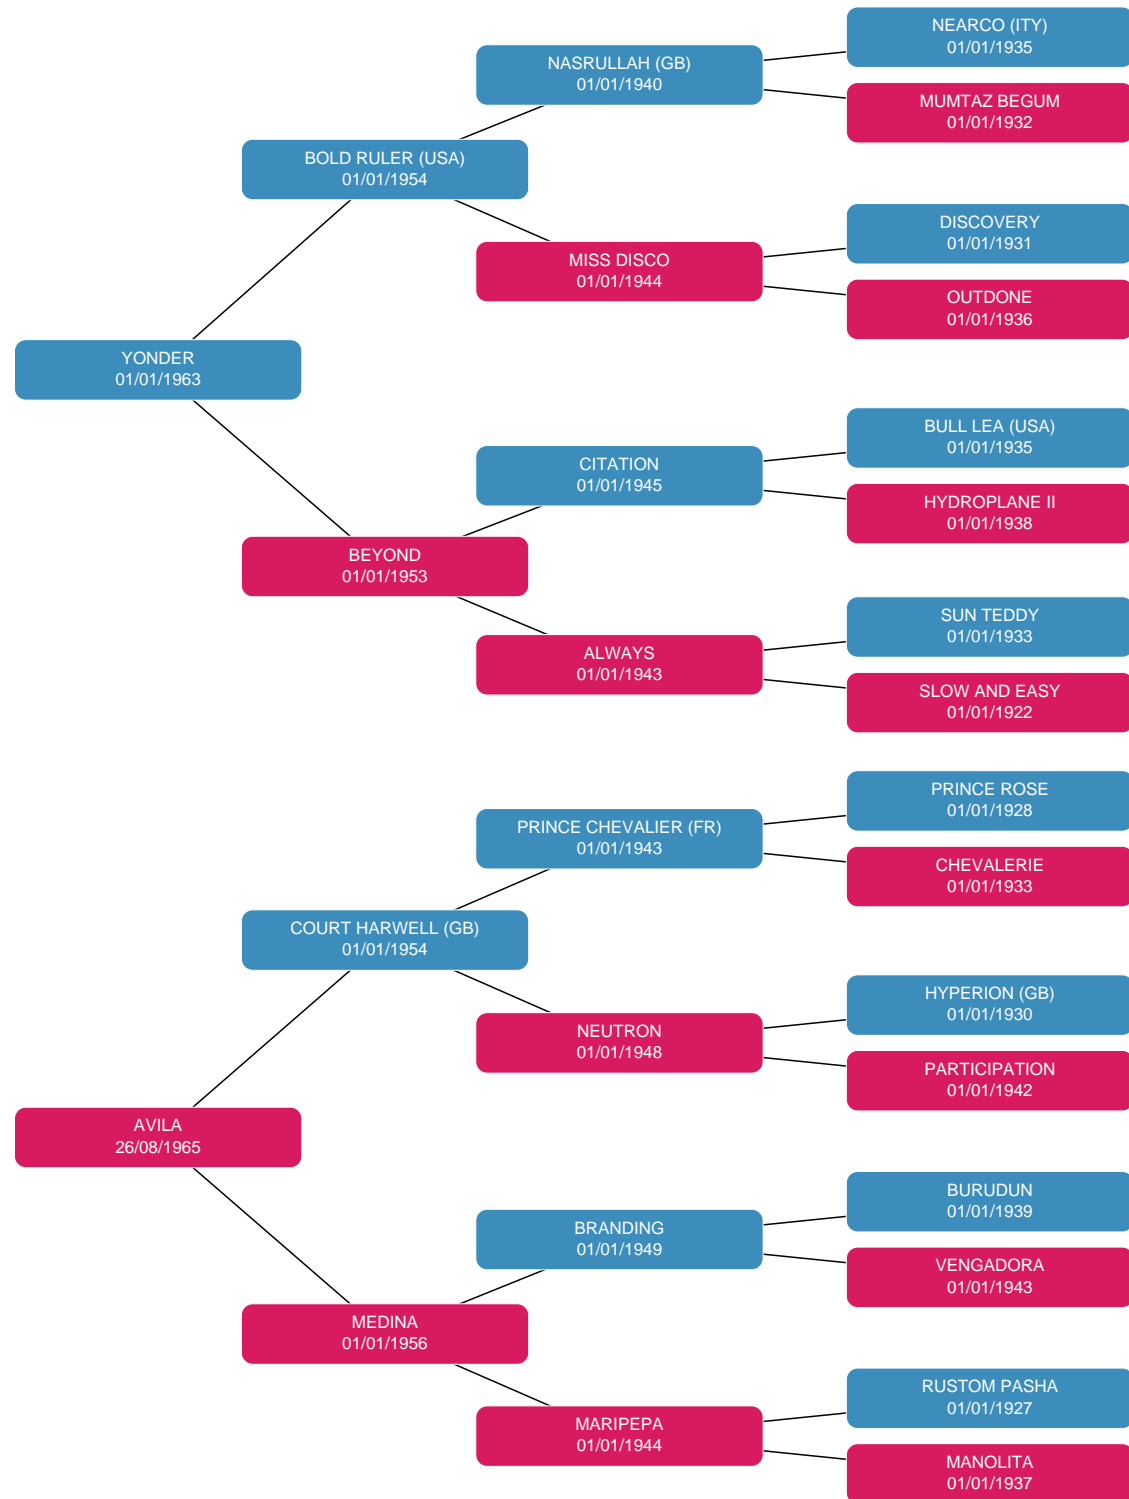 NEARCO (ITY)
01/01/1935
NASRULLAH (GB)
01/01/1940
MUMTAZ BEGUM
01/01/1932
BOLD RULER (USA)
01/01/1954
DISCOVERY
01/01/1931
MISS DISCO
01/01/1944
OUTDONE
01/01/1936
YONDER
01/01/1963
BULL LEA (USA)
01/01/1935
CITATION
01/01/1945
HYDROPLANE II
01/01/1938
BEYOND
01/01/1953
SUN TEDDY
01/01/1933
ALWAYS
01/01/1943
SLOW AND EASY
01/01/1922
PRINCE ROSE
01/01/1928
PRINCE CHEVALIER (FR)
01/01/1943
CHEVALERIE
01/01/1933
COURT HARWELL (GB)
01/01/1954
HYPERION (GB)
01/01/1930
NEUTRON
01/01/1948
PARTICIPATION
01/01/1942
AVILA
26/08/1965
BURUDUN
01/01/1939
BRANDING
01/01/1949
VENGADORA
01/01/1943
MEDINA
01/01/1956
RUSTOM PASHA
01/01/1927
MARIPEPA
01/01/1944
MANOLITA
01/01/1937